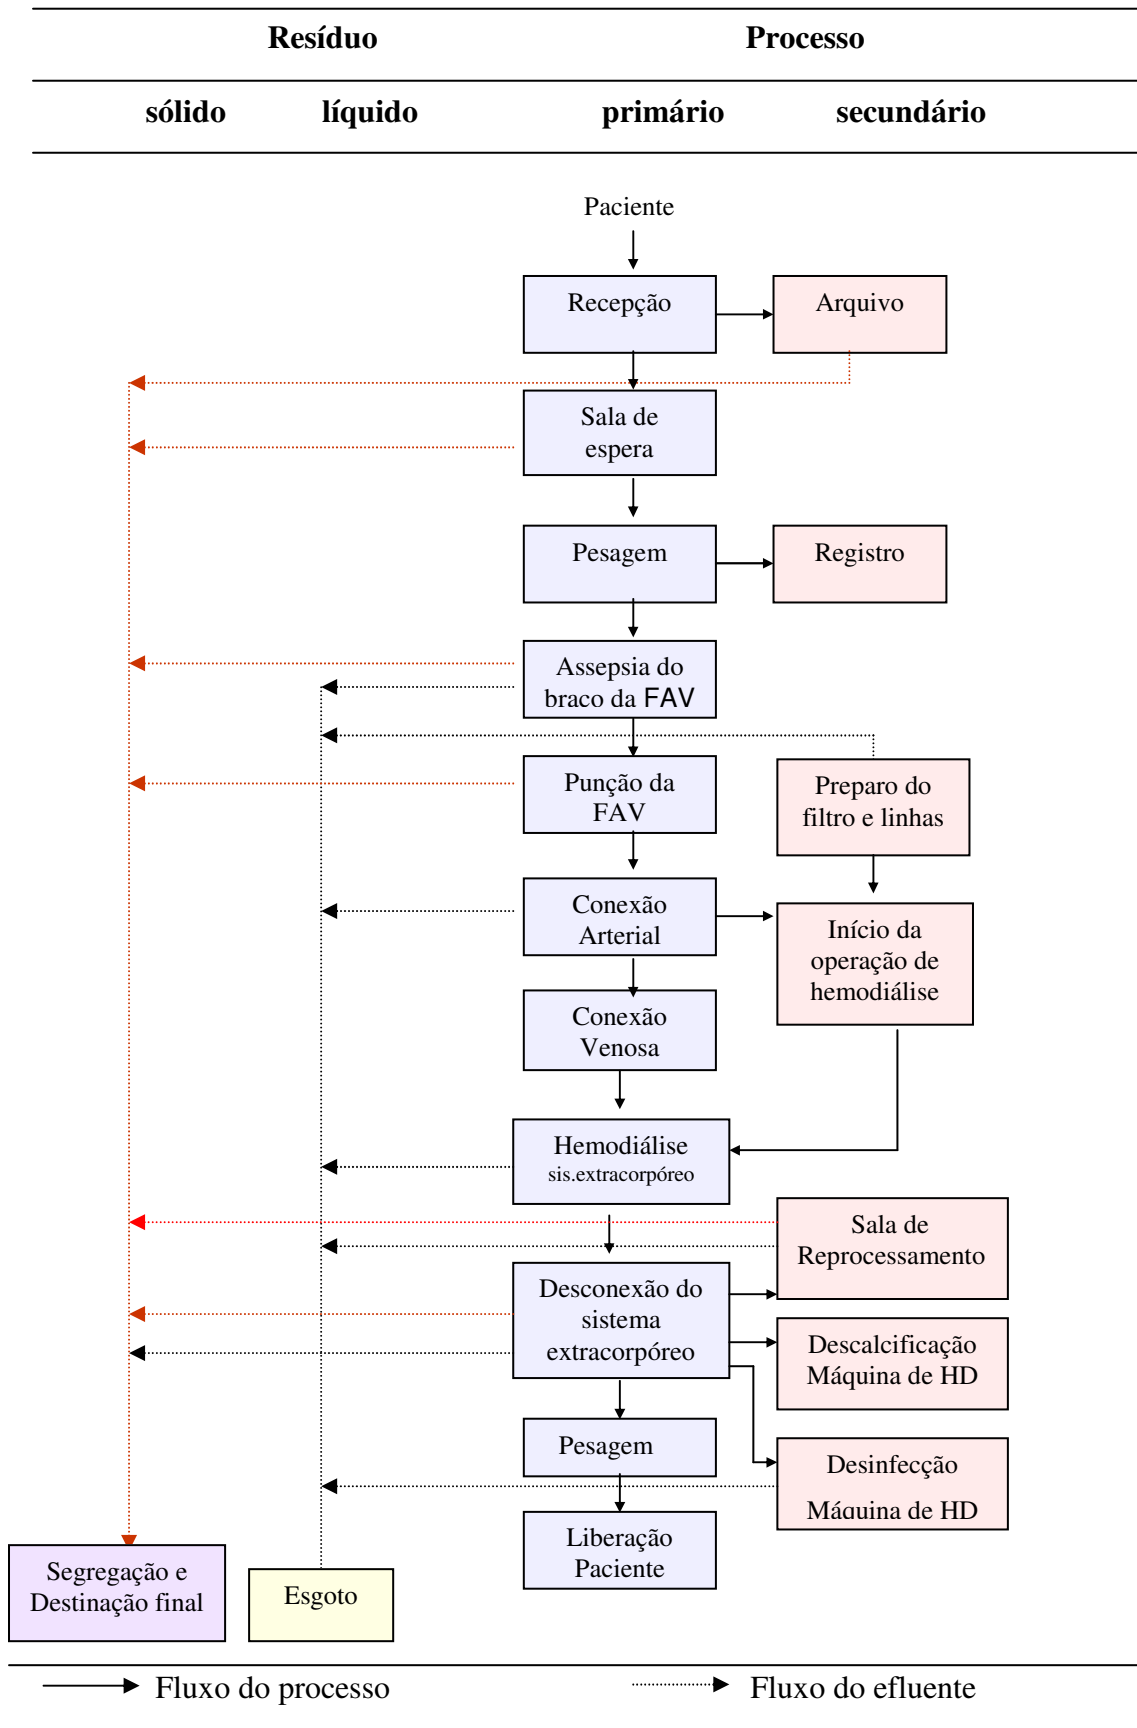 Resíduo Processo
sólido líquido primário secundário
Paciente
Recepção
Arquivo
Sala de
espera
Pesagem
Registro
Assepsia do
braco da FAV
Punção da
FAV
Preparo do
filtro e linhas
Conexão
Arterial
Início da
operação de
hemodiálise
Conexão
Venosa
Hemodiálise
sis.extracorpóreo
Sala de
Reprocessamento
Desconexão do
sistema
extracorpóreo
Descalcificação
Máquina de HD
Pesagem
Desinfecção
Máquina de HD
Liberação
Paciente
Segregação e
Destinação final
Esgoto
Fluxo do processo Fluxo do efluente